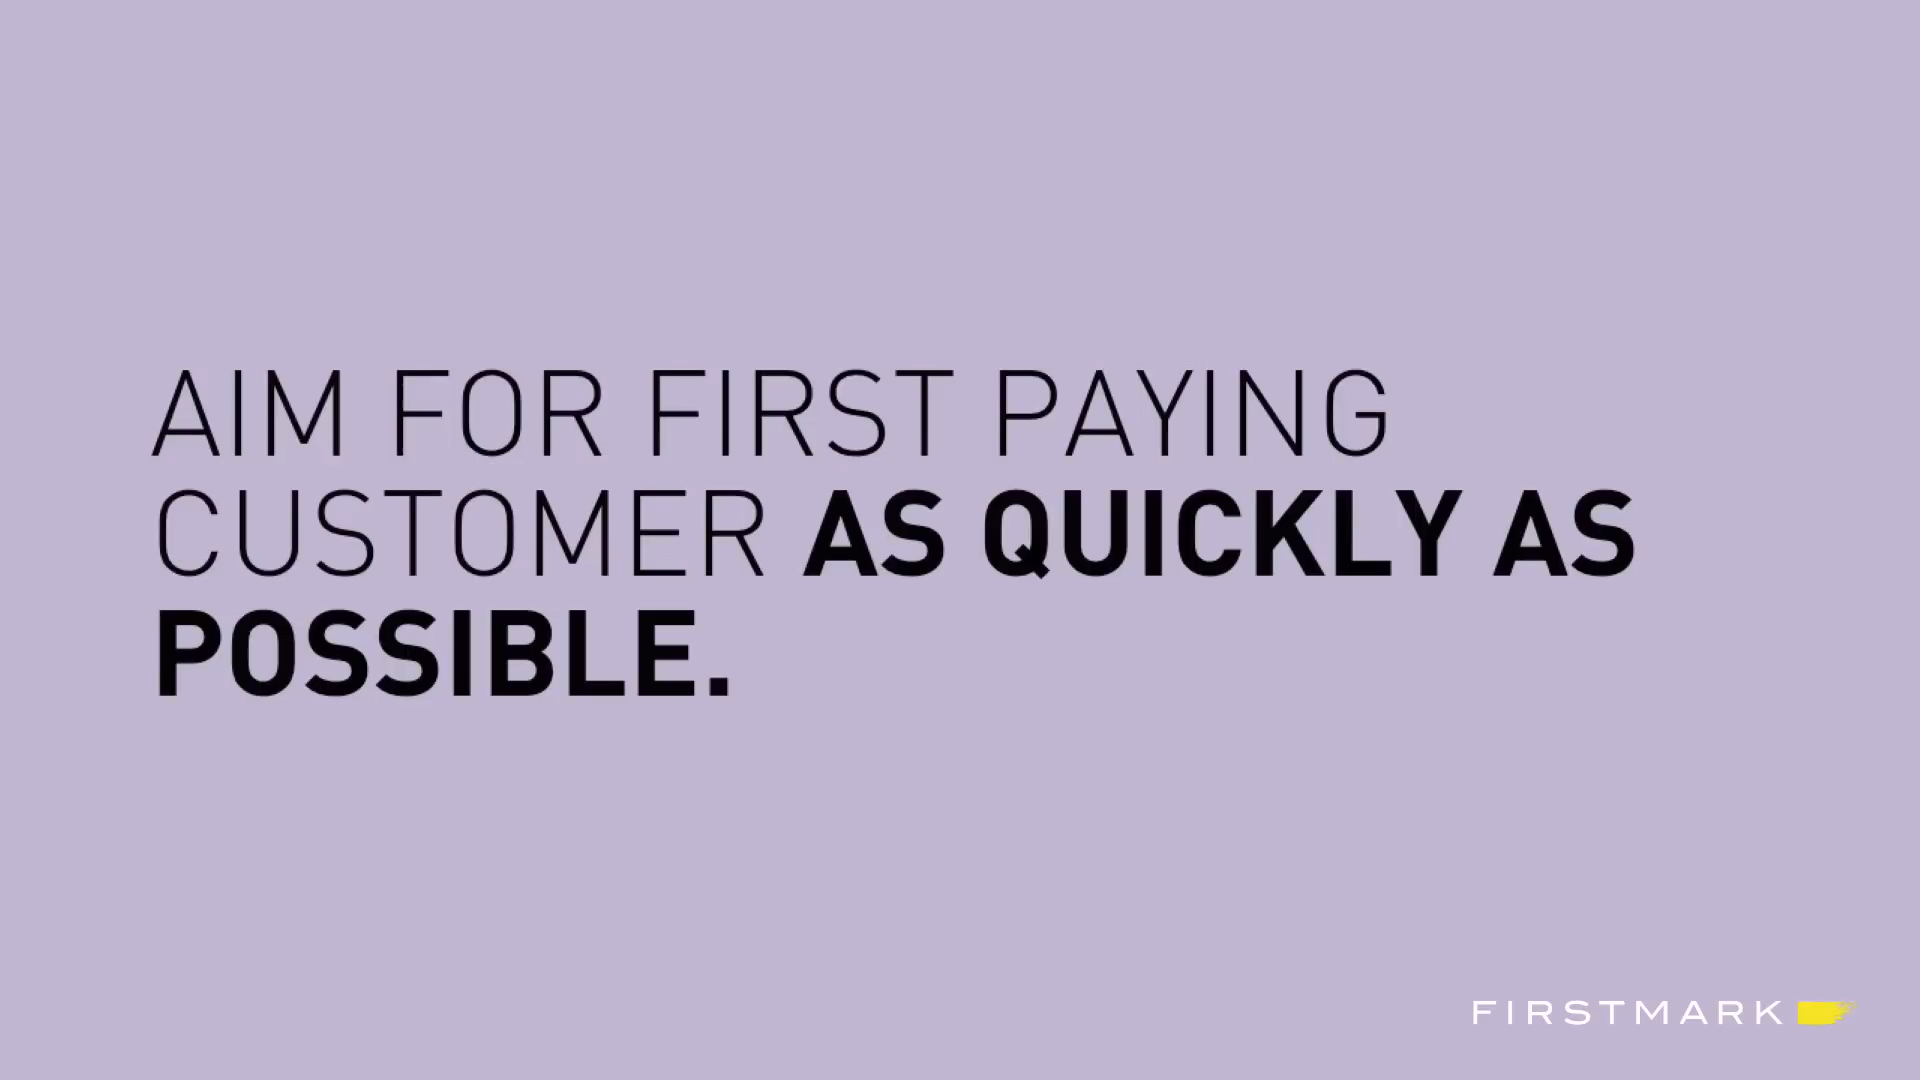 AIM FOR FIRST PAYING
CUSTOMER AS QUICKLY AS
POSSIBLE.
FIRSTMARK